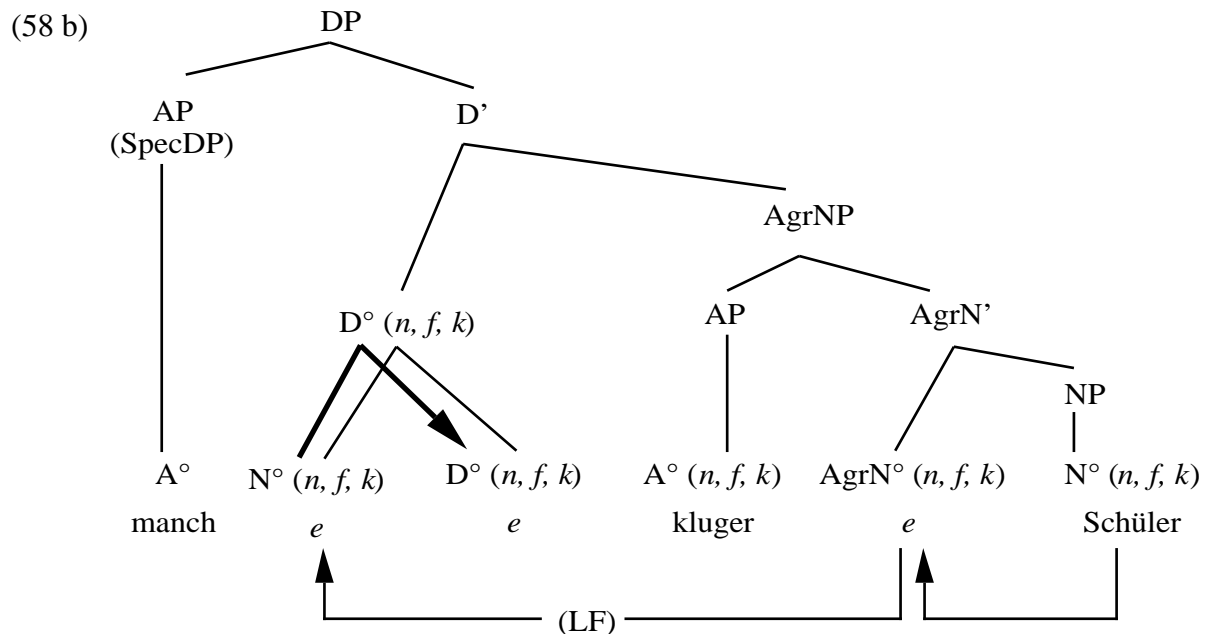 (58 b)
DP
AP
(SpecDP)
D’
AgrNP
D° (n, f, k)
AP
AgrN’
NP
A° N° (n, f, k) D° (n, f, k) A° (n, f, k) AgrN° (n, f, k) N° (n, f, k)
manch e e kluger e Schüler
(LF)